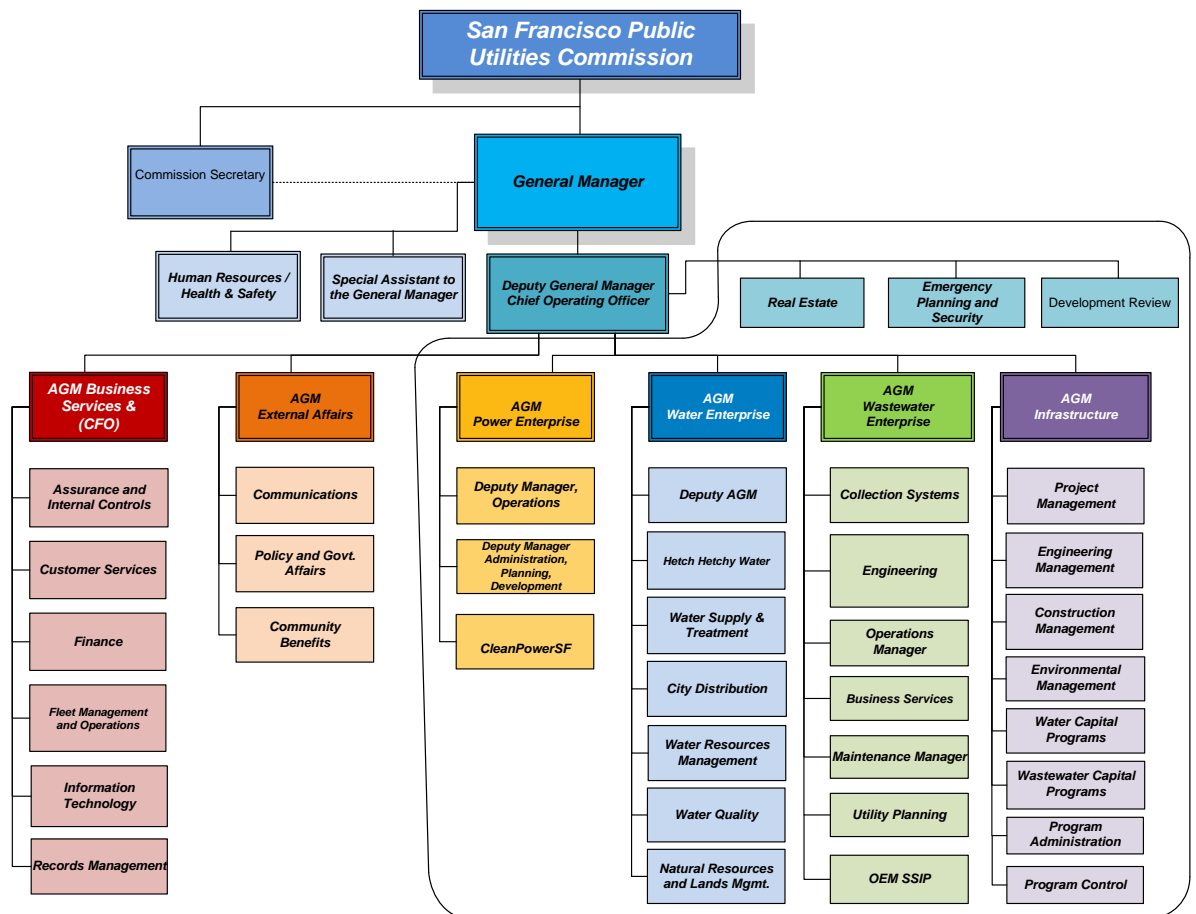 San Francisco Public
Utilities Commission
Commission Secretary
General Manager
Human Resources /
Health & Safety
Special Assistant to
the General Manager
Deputy General Manager
Chief Operating Officer
Real Estate
Emergency
Planning and
Security
Development Review
AGM Business
Services &
(CFO)
AGM
External Affairs
AGM
Power Enterprise
AGM
Water Enterprise
AGM
Wastewater
Enterprise
AGM
Infrastructure
Assurance and
Internal Controls
Customer Services
Finance
Fleet Management
and Operations
Information
Technology
Records Management
Communications
Policy and Govt.
Affairs
Community
Benefits
Deputy Manager,
Operations
Deputy Manager
Administration,
Planning,
Development
CleanPowerSF
Deputy AGM
Hetch Hetchy Water
Water Supply &
Treatment
City Distribution
Water Resources
Management
Water Quality
Natural Resources
and Lands Mgmt.
Collection Systems
Engineering
Operations
Manager
Business Services
Maintenance Manager
Utility Planning
OEM SSIP
Project
Management
Engineering
Management
Construction
Management
Environmental
Management
Water Capital
Programs
Wastewater Capital
Programs
Program
Administration
Program Control